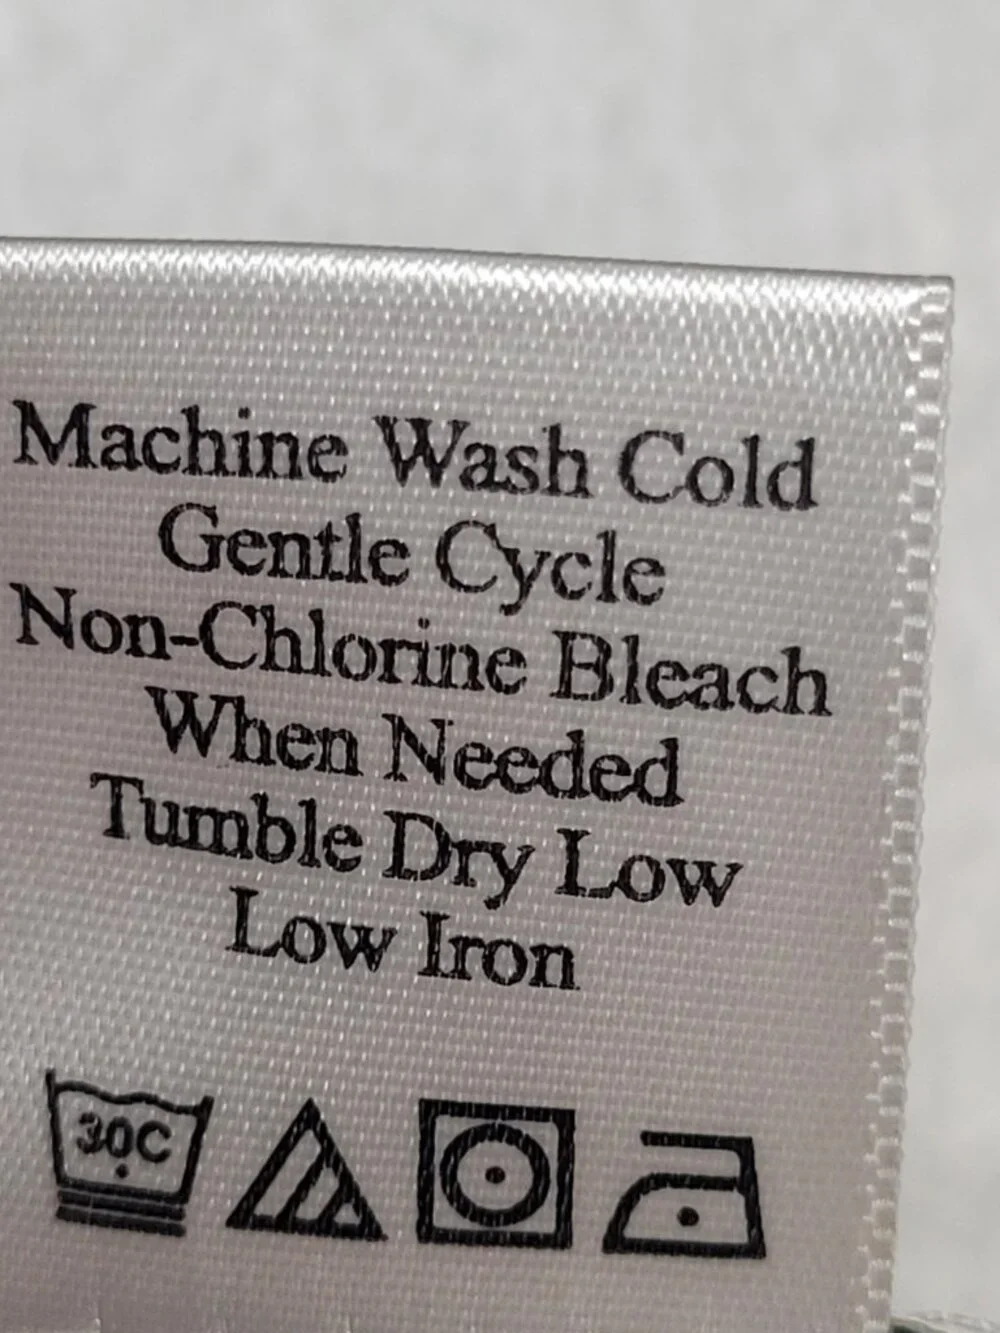 Machine Wash Cold
Gentle Cycle
Non-Chlorine Bleach
When Needed
Tumble Dry Low
Low Iron
30C